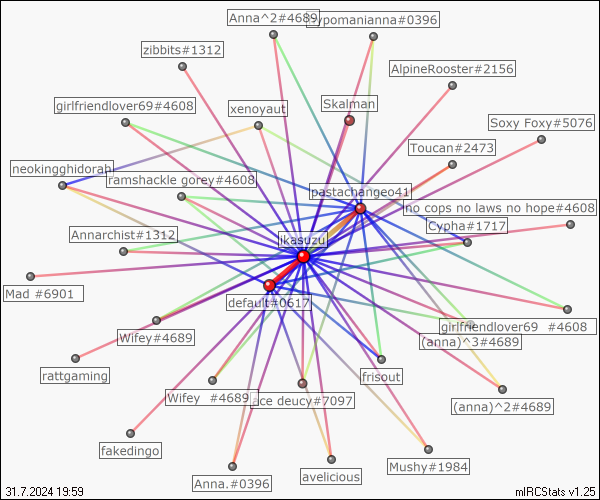 Anna^2#4689
hypomanianna#0396
zibbits#1312
AlpineRooster#2156
girlfriendlover69#4608
xenoyaut
Skalman
Soxy Foxy#5076
Toucan#2473
neokingghidorah
ramshackle gorey#4608
pastachangeo41
no cops no laws no hope#4608
Cypha#1717
Annarchist#1312
ikasuzu
Mad #6901
default#0617
girlfriendlover69  #4608
Wifey#4689
(anna)^3#4689
rattgaming
frisout
Wifey  #4689
ace deucy#7097
(anna)^2#4689
fakedingo
Mushy#1984
Anna.#0396
avelicious
31.7.2024 19:59
mIRCStats v1.25